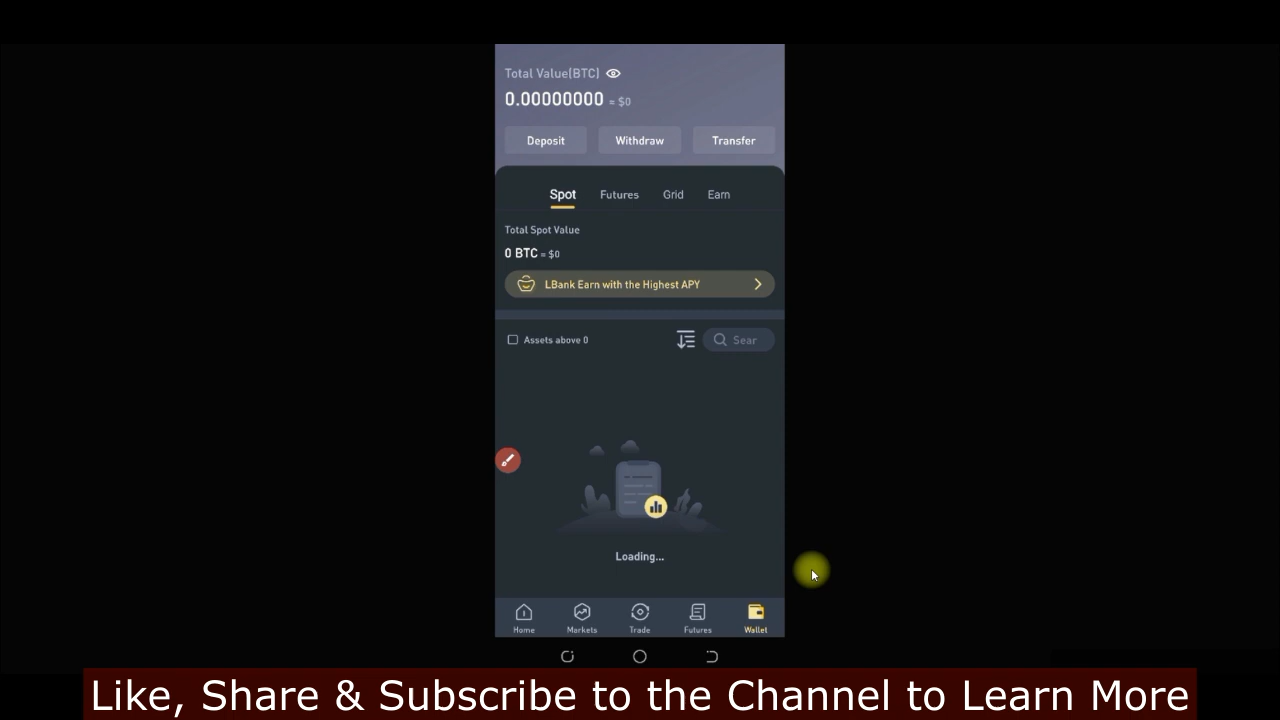 Total Value(BTC)
0.00000000 = $0
Deposit Withdraw Transfer
Spot Futures Grid Earn
Total Spot Value
0 BTC = $0
LBank Earn with the Highest APY
Assets above 0 Sear
Loading...
Home Markets Trade Futures Wallet
Like, Share & Subscribe to the Channel to Learn More